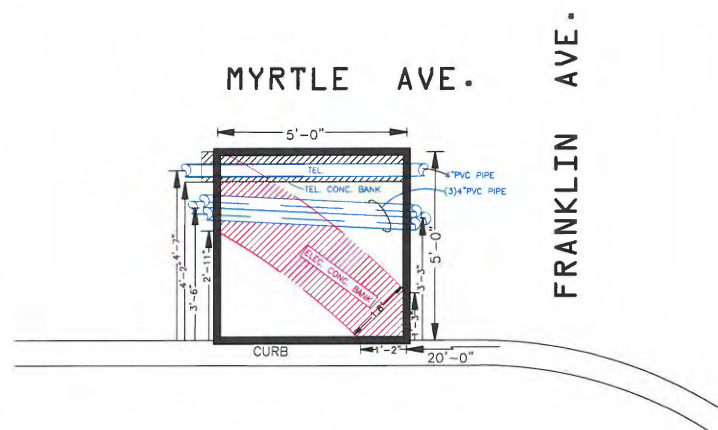 MYRTLE AVE.
FRANKLIN AVE.
5'-0"
TEL.
4"PVC PIPE
TEL. CONC. BANK
(3)4"PVC PIPE
ELEC. CONC. BANK
4'-7"
4'-2"
3'-6"
2'-11"
1.8'
1'-3"
3'-3"
5'-0"
CURB
1'-2"
20'-0"